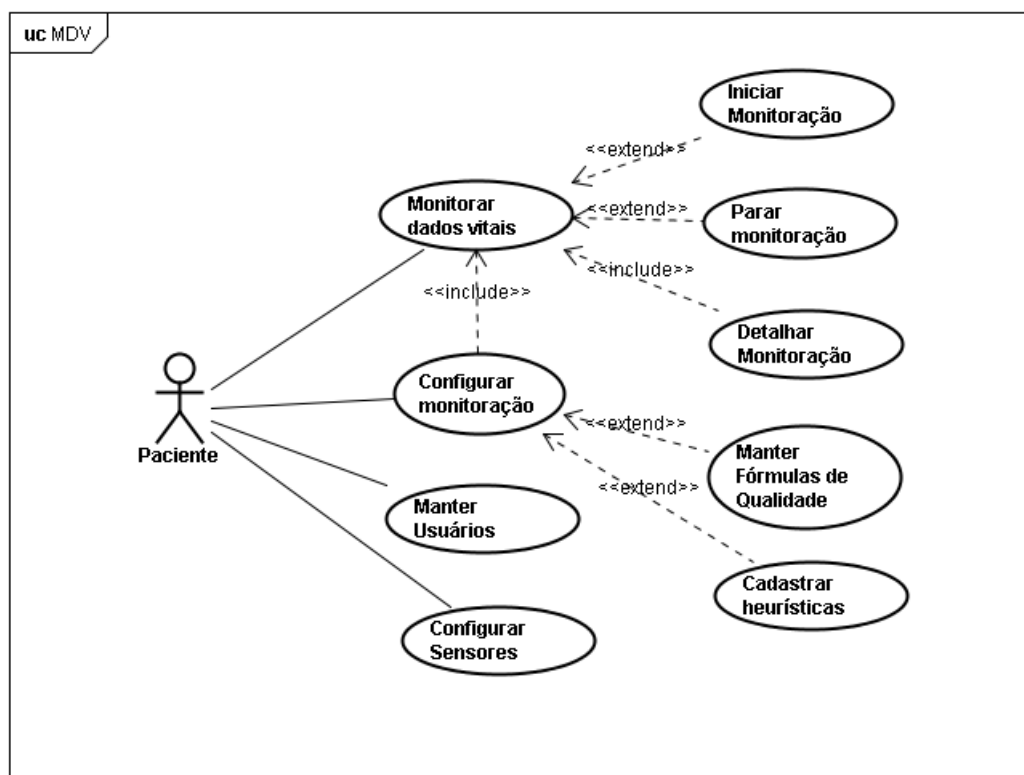 uc MDV
Iniciar
Monitoração
<<extend>>
Monitorar
dados vitais
<<extend>>
Parar
monitoração
<<include>>
<<include>>
Detalhar
Monitoração
Configurar
monitoração
<<extend>>
Manter
Fórmulas de
Qualidade
Paciente
<<extend>>
Manter
Usuários
Cadastrar
heurísticas
Configurar
Sensores